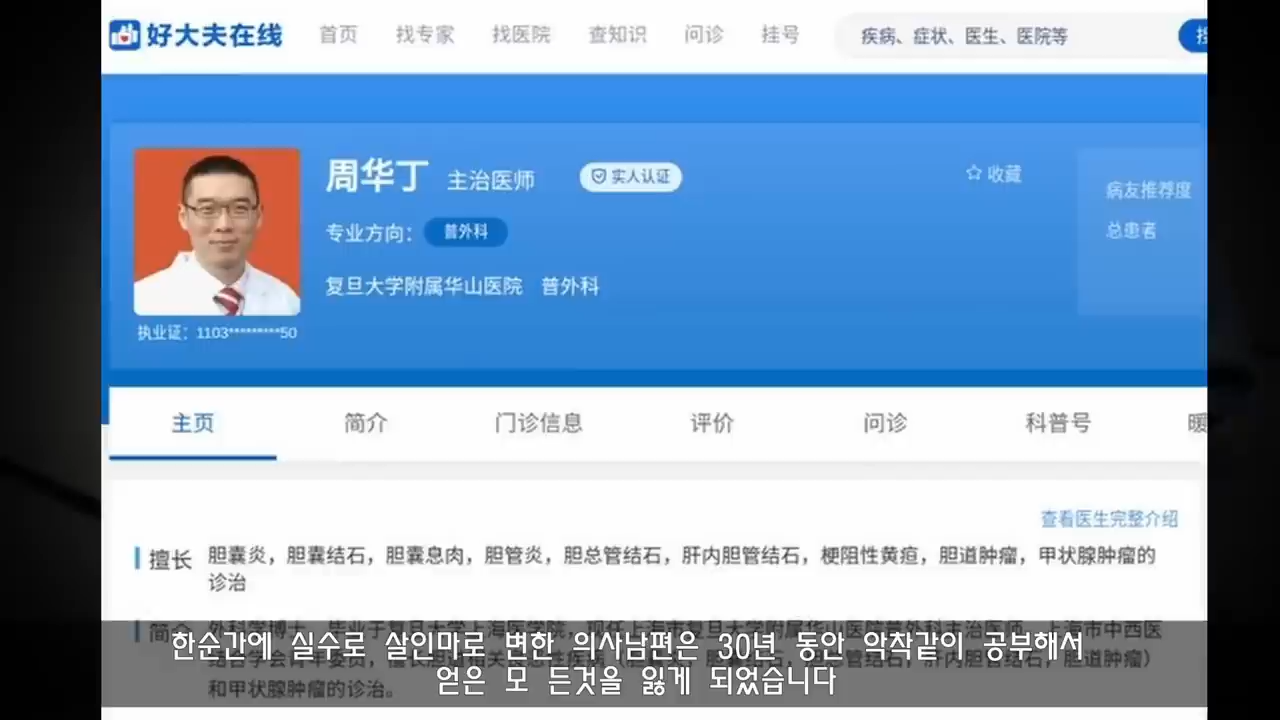 好大夫在线 首页 找专家 找医院 查知识 问诊 挂号 疾病、症状、医生、医院等
周华丁 主治医师 实人认证 收藏
病友推荐度
专业方向： 普外科
总患者
复旦大学附属华山医院 普外科
执业证：1103*********50
主页 简介 门诊信息 评价 问诊 科普号 暖
查看医生完整介绍
擅长 胆囊炎，胆囊结石，胆囊息肉，胆管炎，胆总管结石，肝内胆管结石，梗阻性黄疸，胆道肿瘤，甲状腺肿瘤的
诊治
한순간에 실수로 살인마로 변한 의사남편은 30년 동안 악착같이 공부해서
얻은 모 든것을 잃게 되었습니다
和甲状腺肿瘤的诊治。